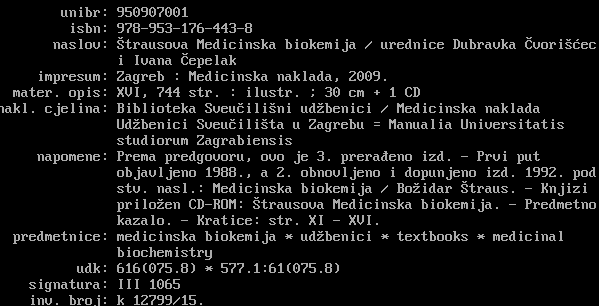 unibr: 950907001
isbn: 978-953-176-443-8
naslov: Štrausova Medicinska biokemija / urednice Dubravka Čvorišćec
i Ivana Čepelak
impresum: Zagreb : Medicinska naklada, 2009.
mater. opis: XVI, 744 str. : ilustr. ; 30 cm + 1 CD
nakl. cjelina: Biblioteka Sveučilišni udžbenici / Medicinska naklada
Udžbenici Sveučilišta u Zagrebu = Manualia Universitatis
studiorum Zagrabiensis
napomene: Prema predgovoru, ovo je 3. prerađeno izd. - Prvi put
objavljeno 1988., a 2. obnovljeno i dopunjeno izd. 1992. pod
stv. nasl.: Medicinska biokemija / Božidar Štraus. - Knjizi
priložen CD-ROM: Štrausova Medicinska biokemija. - Predmetno
kazalo. - Kratice: str. XI - XVI.
predmetnice: medicinska biokemija * udžbenici * textbooks * medicinal
biochemistry
udk: 616(075.8) * 577.1:61(075.8)
signatura: III 1065
inv. broj: k 12799/15.